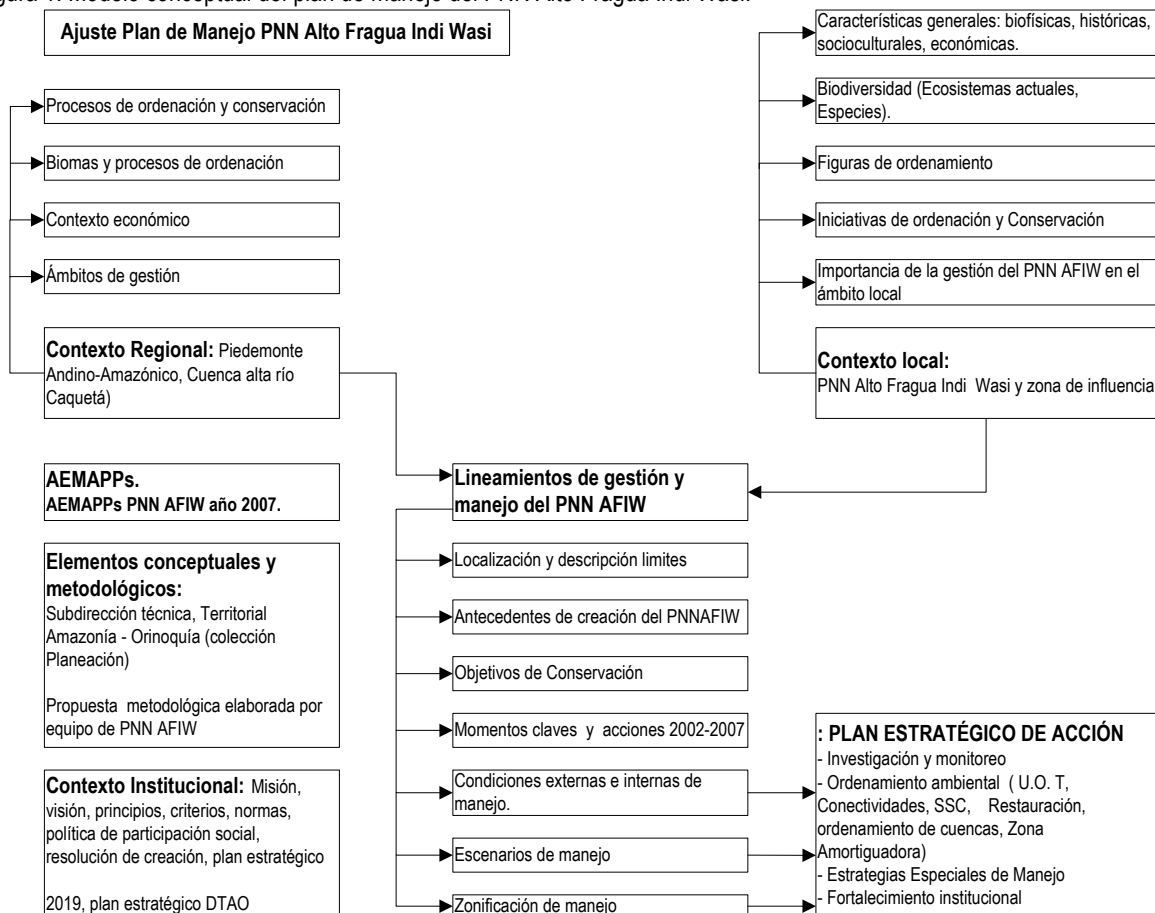 Ajuste Plan de Manejo PNN Alto Fragua Indi Wasi
Procesos de ordenación y conservación
Biomas y procesos de ordenación
Contexto económico
Ámbitos de gestión
Contexto Regional: Piedemonte
Andino-Amazónico, Cuenca alta río
Caquetá)
AEMAPPs.
AEMAPPs PNN AFIW año 2007.
Elementos conceptuales y
metodológicos:
Subdirección técnica, Territorial
Amazonía - Orinoquía (colección
Planeación)
Propuesta metodológica elaborada por
equipo de PNN AFIW
Contexto Institucional: Misión,
visión, principios, criterios, normas,
política de participación social,
resolución de creación, plan estratégico
2019, plan estratégico DTAO
Características generales: biofísicas, históricas,
socioculturales, económicas.
Biodiversidad (Ecosistemas actuales,
Especies).
Figuras de ordenamiento
Iniciativas de ordenación y Conservación
Importancia de la gestión del PNN AFIW en el
ámbito local
Contexto local:
PNN Alto Fragua Indi Wasi y zona de influencia
Lineamientos de gestión y
manejo del PNN AFIW
Localización y descripción limites
Antecedentes de creación del PNNAFIW
Objetivos de Conservación
Momentos claves y acciones 2002-2007
Condiciones externas e internas de
manejo.
Escenarios de manejo
Zonificación de manejo
: PLAN ESTRATÉGICO DE ACCIÓN
- Investigación y monitoreo
- Ordenamiento ambiental ( U.O. T,
Conectividades, SSC, Restauración,
ordenamiento de cuencas, Zona
Amortiguadora)
- Estrategias Especiales de Manejo
- Fortalecimiento institucional